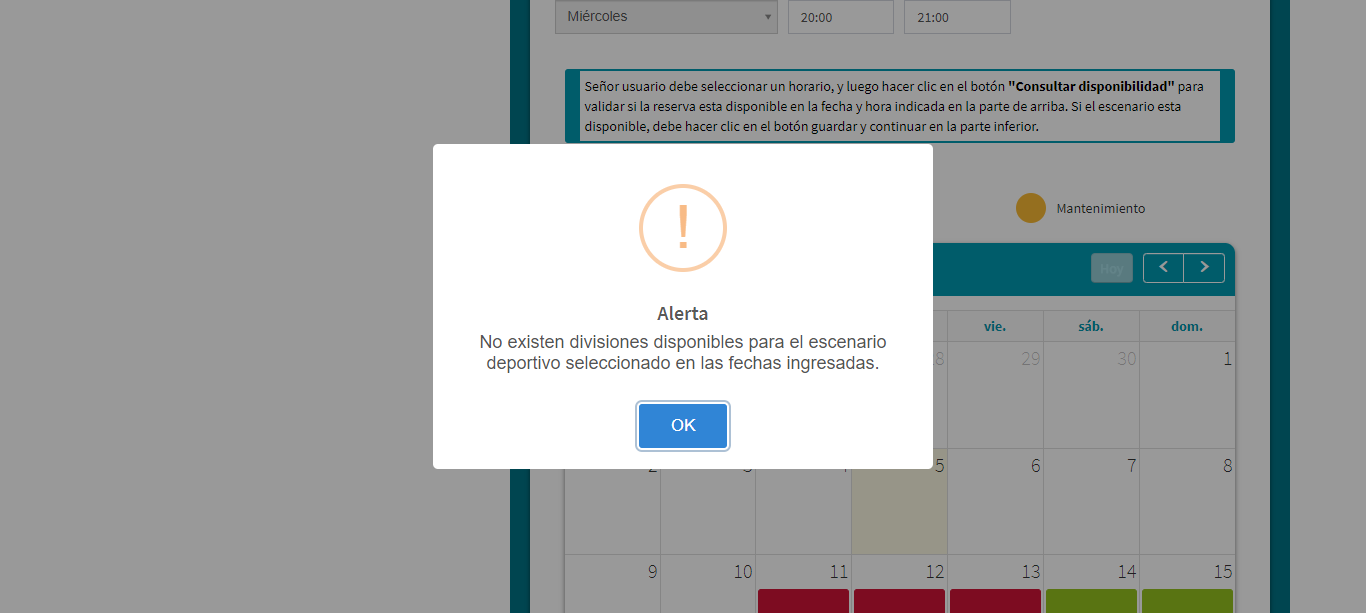 Miércoles 20:00 21:00
Señor usuario debe seleccionar un horario, y luego hacer clic en el botón "Consultar disponibilidad" para
validar si la reserva esta disponible en la fecha y hora indicada en la parte de arriba. Si el escenario esta
disponible, debe hacer clic en el botón guardar y continuar en la parte inferior.
Mantenimiento
!
Alerta
No existen divisiones disponibles para el escenario
deportivo seleccionado en las fechas ingresadas.
OK
Hoy < >
vie. sáb. dom.
29 30 1
5 6 7 8
9 10 11 12 13 14 15